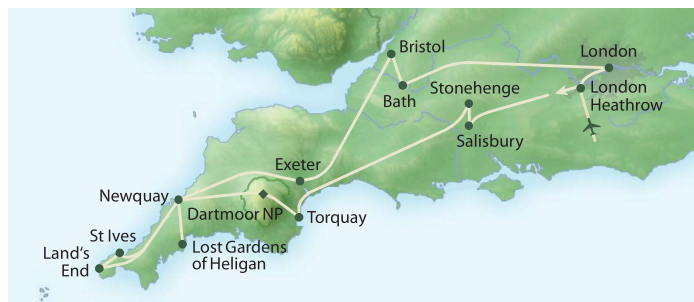 Bristol
London
Bath
Stonehenge
London
Heathrow
Salisbury
Exeter
Newquay
Dartmoor NP
Torquay
St Ives
Lost Gardens
of Heligan
Land's
End